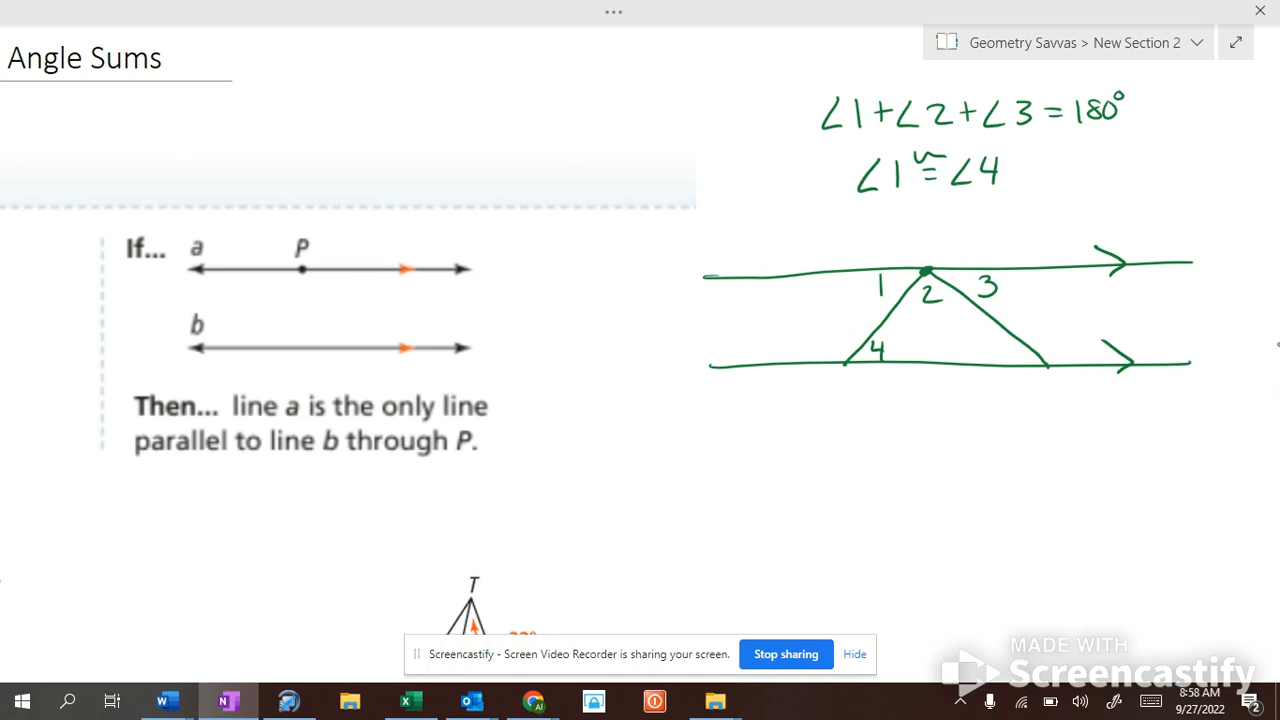 Angle Sums
Geometry Savvas > New Section 2
∠1+∠2+∠3=180°
∠1≅∠4
If... a P
b
Then... line a is the only line
parallel to line b through P.
1 2 3
4
T
Screencastify - Screen Video Recorder is sharing your screen. Stop sharing Hide
MADE WITH
Screencastify
8:58 AM
9/27/2022
2